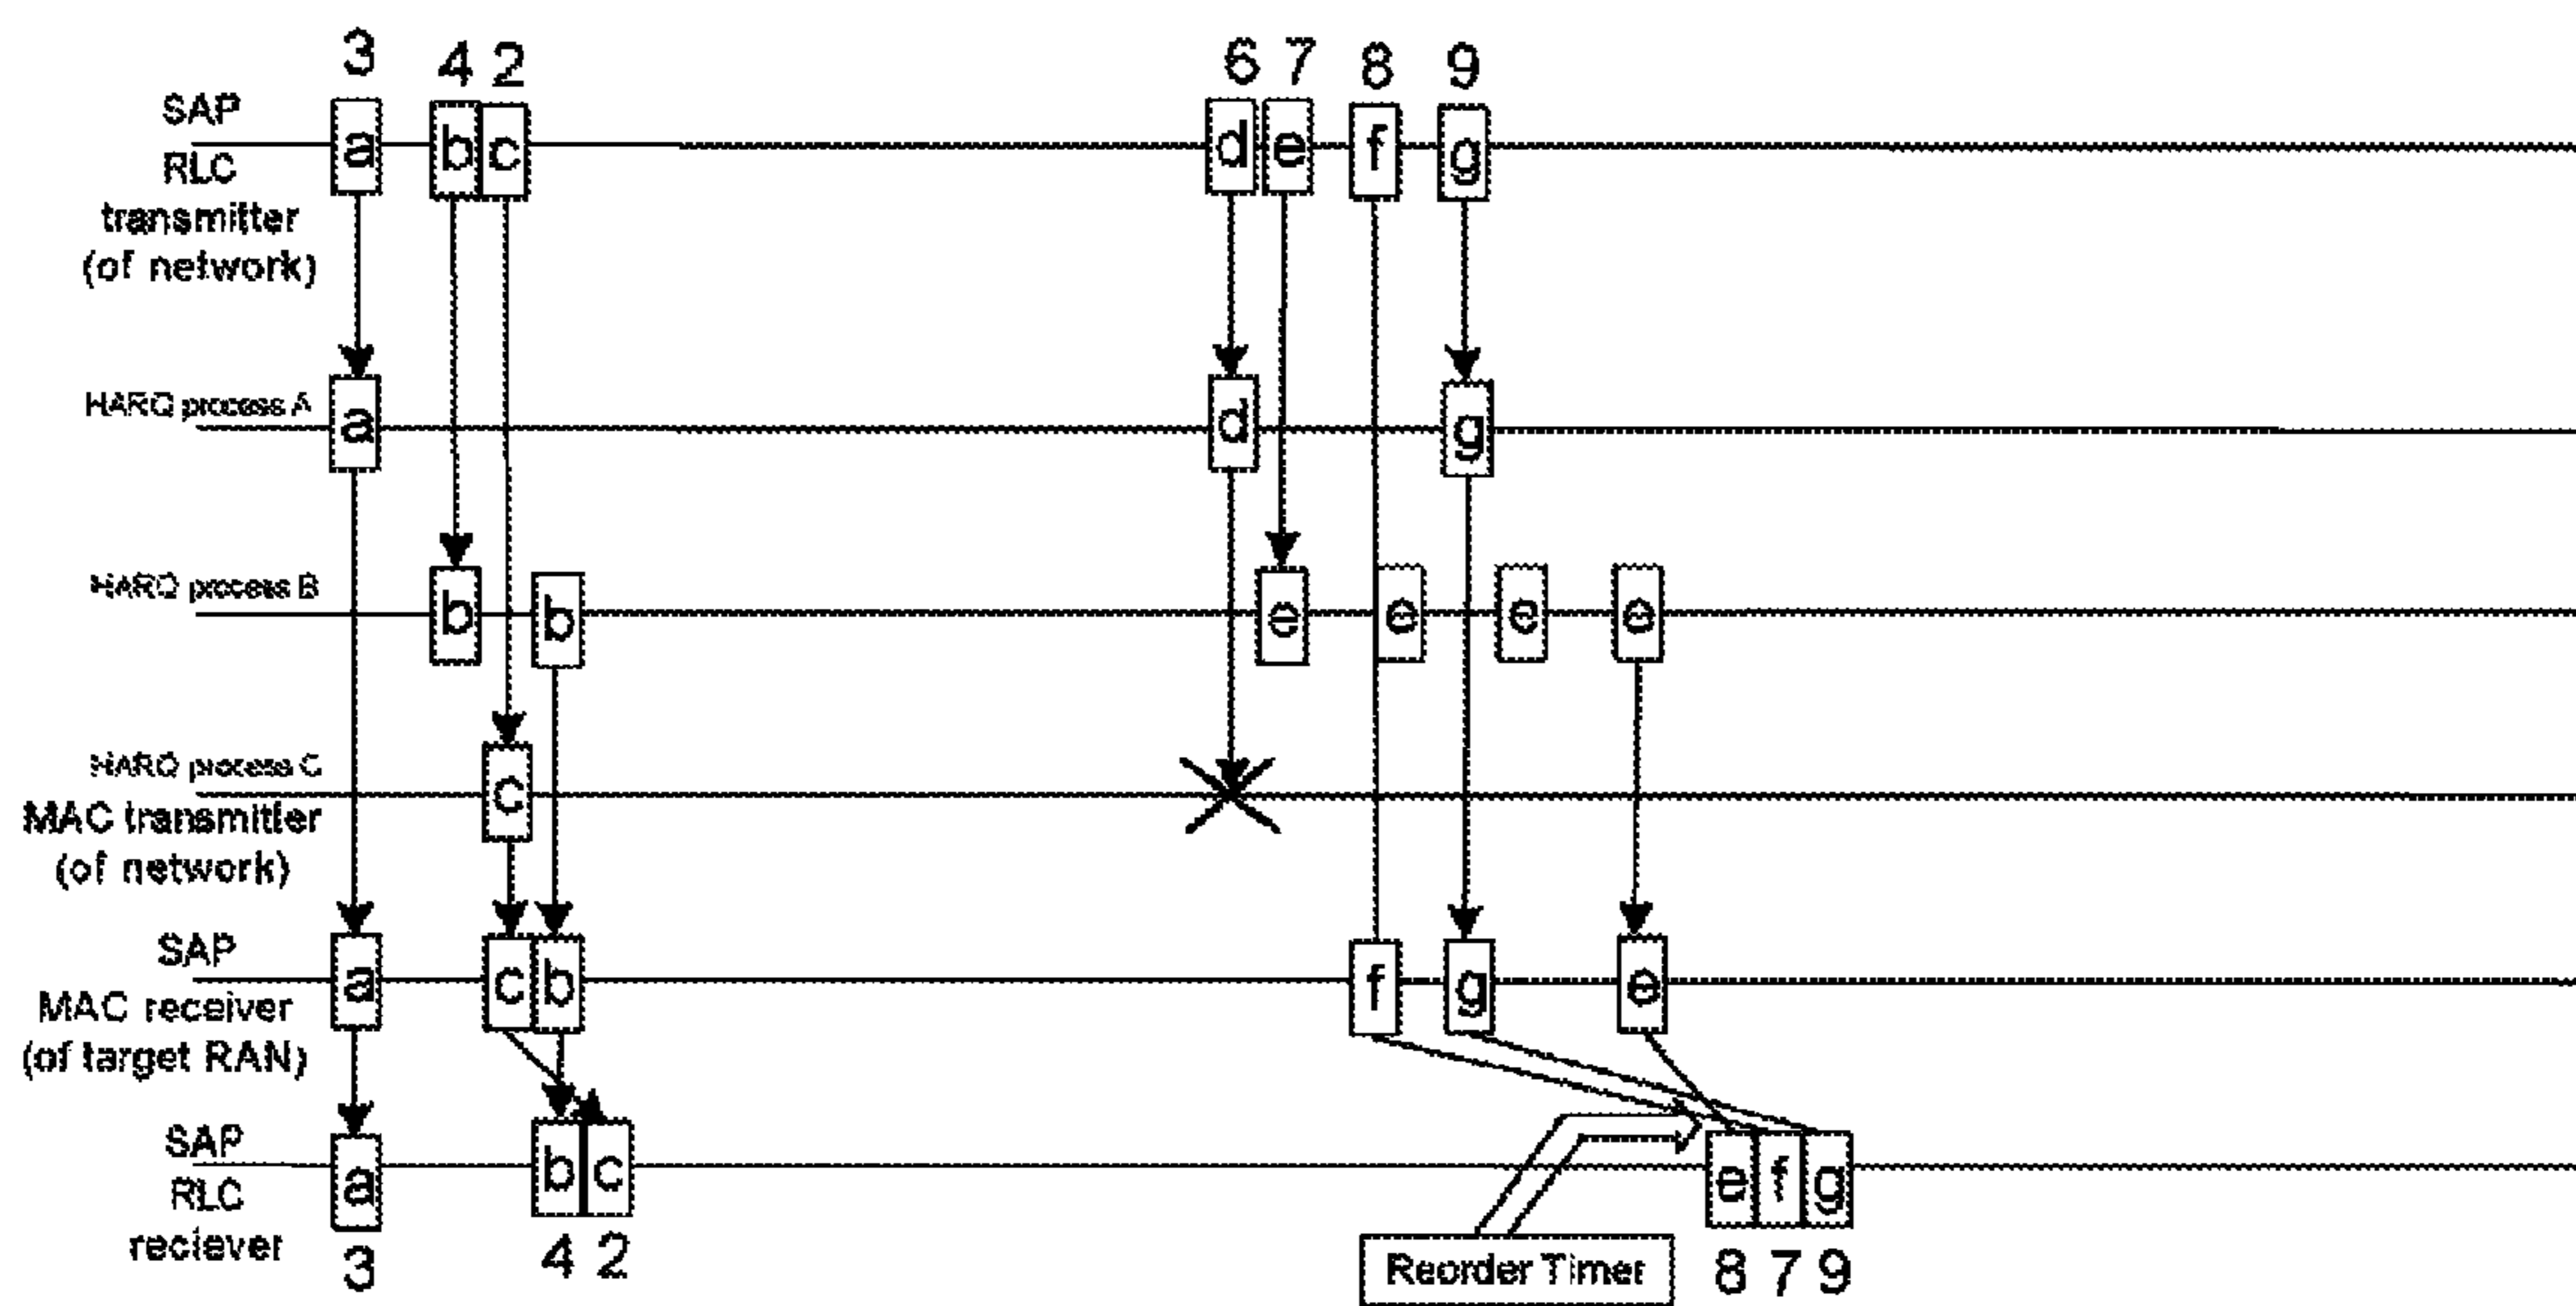 3 4 2 6 7 8 9
SAP
a b c d e f g
RLC
transmitter
(of network)
HARQ process A
a d g
HARQ process B
b b e e e e
HARQ process C
c
MAC transmitter
(of network)
SAP
a c b f g e
MAC receiver
(of target RAN)
SAP
a b c e f g
RLC
reciever
3 4 2 8 7 9
Reorder Timer